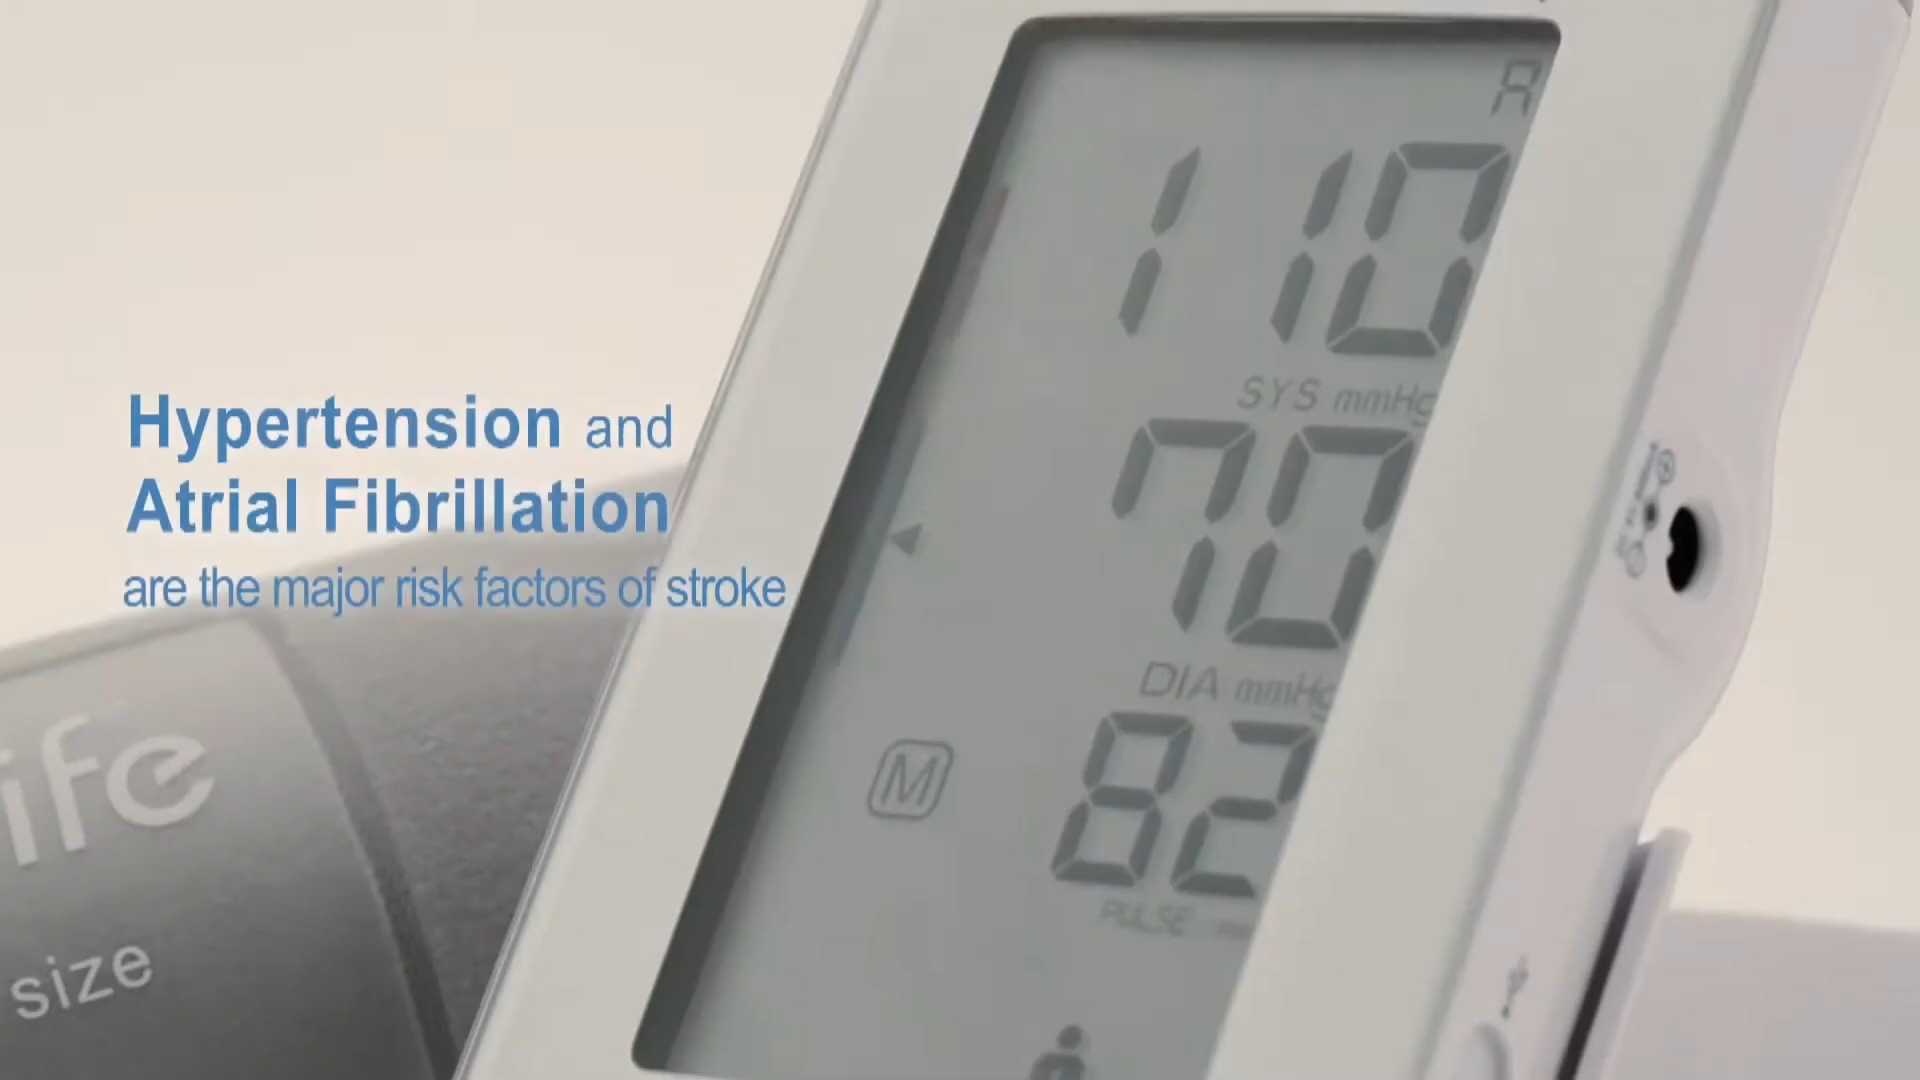 Hypertension and
Atrial Fibrillation
are the major risk factors of stroke
A
110
SYS mmHg
70
DIA mmHg
M
82
PULSE
ife
size